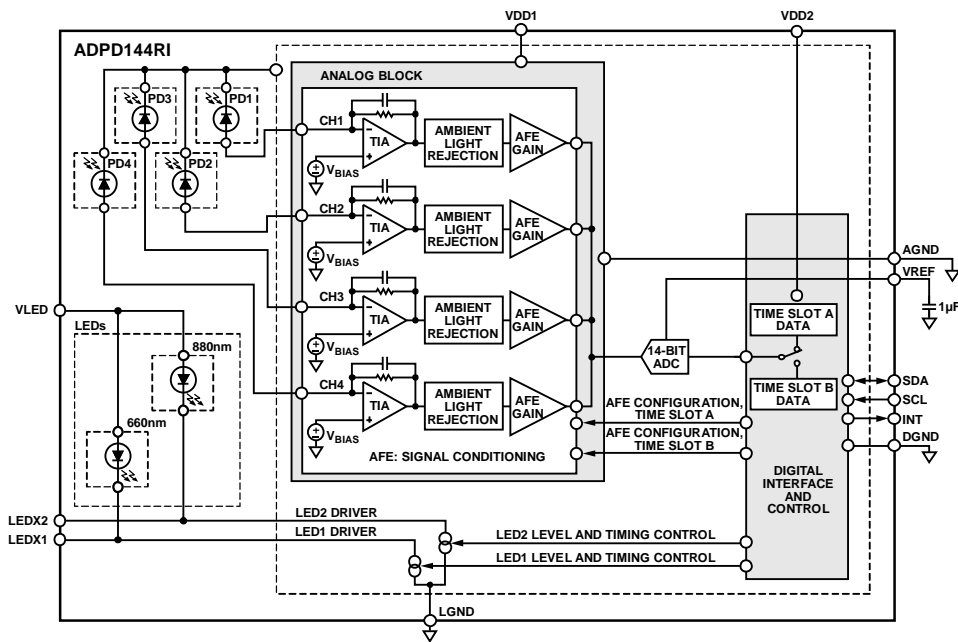 VDD1
VDD2
ADPD144RI
ANALOG BLOCK
PD3
PD1
PD4
PD2
CH1
TIA
VBIAS
AMBIENT
LIGHT
REJECTION
AFE
GAIN
CH2
TIA
VBIAS
AMBIENT
LIGHT
REJECTION
AFE
GAIN
CH3
TIA
VBIAS
AMBIENT
LIGHT
REJECTION
AFE
GAIN
CH4
TIA
VBIAS
AMBIENT
LIGHT
REJECTION
AFE
GAIN
AFE: SIGNAL CONDITIONING
VLED
LEDs
880nm
660nm
14-BIT
ADC
TIME SLOT A
DATA
TIME SLOT B
DATA
AFE CONFIGURATION,
TIME SLOT A
AFE CONFIGURATION,
TIME SLOT B
DIGITAL
INTERFACE
AND
CONTROL
AGND
VREF
1µF
SDA
SCL
INT
DGND
LEDX2
LEDX1
LED2 DRIVER
LED1 DRIVER
LED2 LEVEL AND TIMING CONTROL
LED1 LEVEL AND TIMING CONTROL
LGND